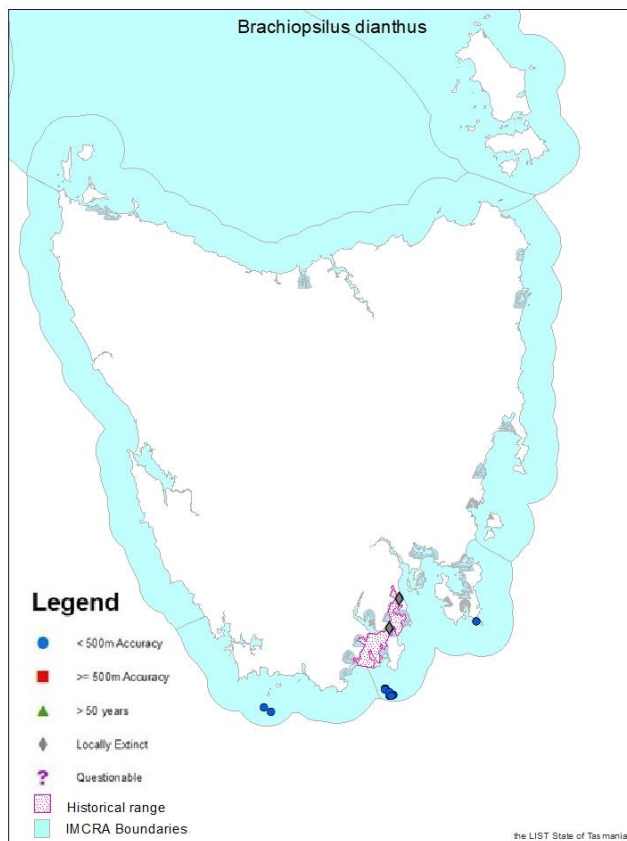 Brachiopsilus dianthus
Legend
< 500m Accuracy
>= 500m Accuracy
> 50 years
Locally Extinct
? Questionable
Historical range
IMCRA Boundaries
the LIST State of Tasmania